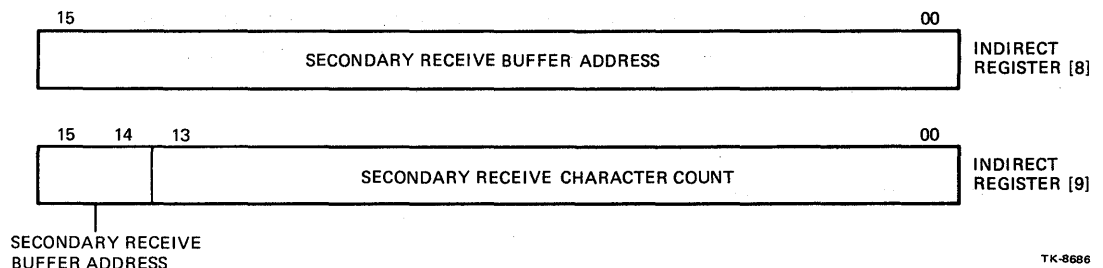 15 00
SECONDARY RECEIVE BUFFER ADDRESS
INDIRECT
REGISTER [8]
15 14 13 00
SECONDARY RECEIVE CHARACTER COUNT
INDIRECT
REGISTER [9]
SECONDARY RECEIVE
BUFFER ADDRESS
TK-8686